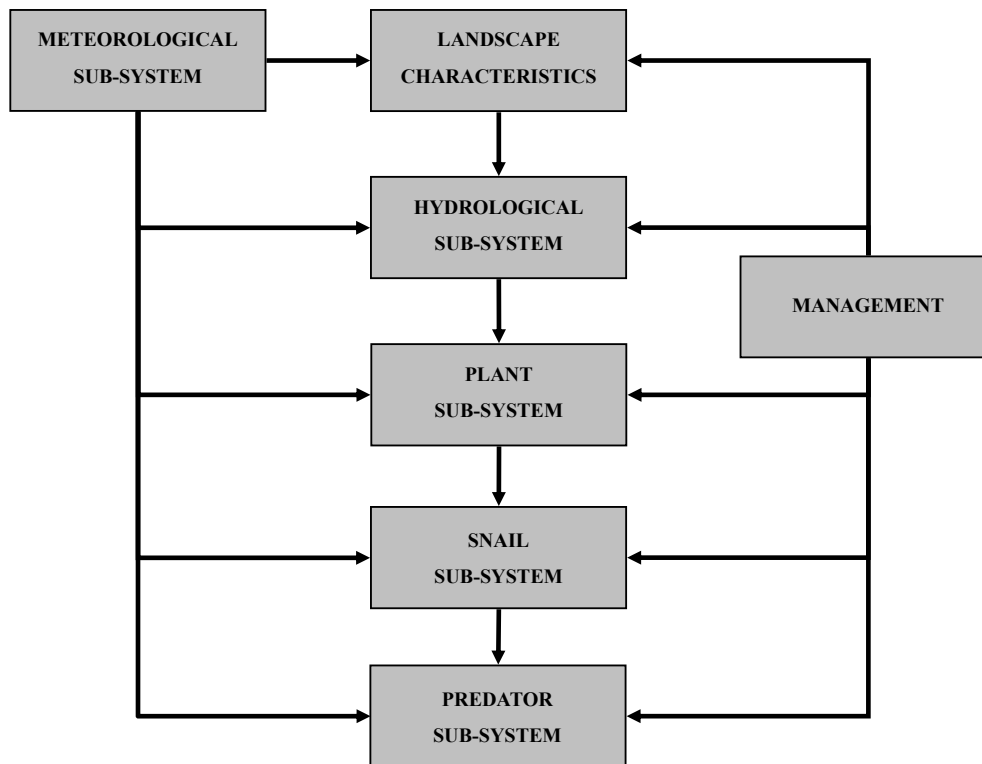 METEOROLOGICAL
SUB-SYSTEM
LANDSCAPE
CHARACTERISTICS
HYDROLOGICAL
SUB-SYSTEM
MANAGEMENT
PLANT
SUB-SYSTEM
SNAIL
SUB-SYSTEM
PREDATOR
SUB-SYSTEM